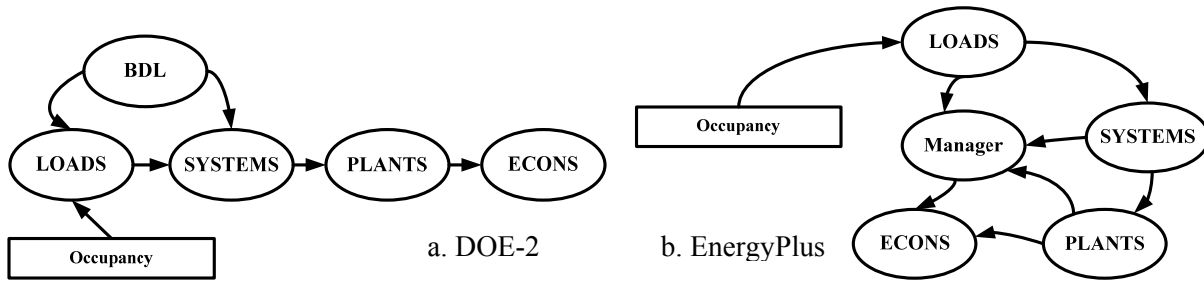 BDL
LOADS
SYSTEMS
PLANTS
ECONS
Occupancy
a. DOE-2
LOADS
Occupancy
Manager
SYSTEMS
ECONS
PLANTS
b. EnergyPlus